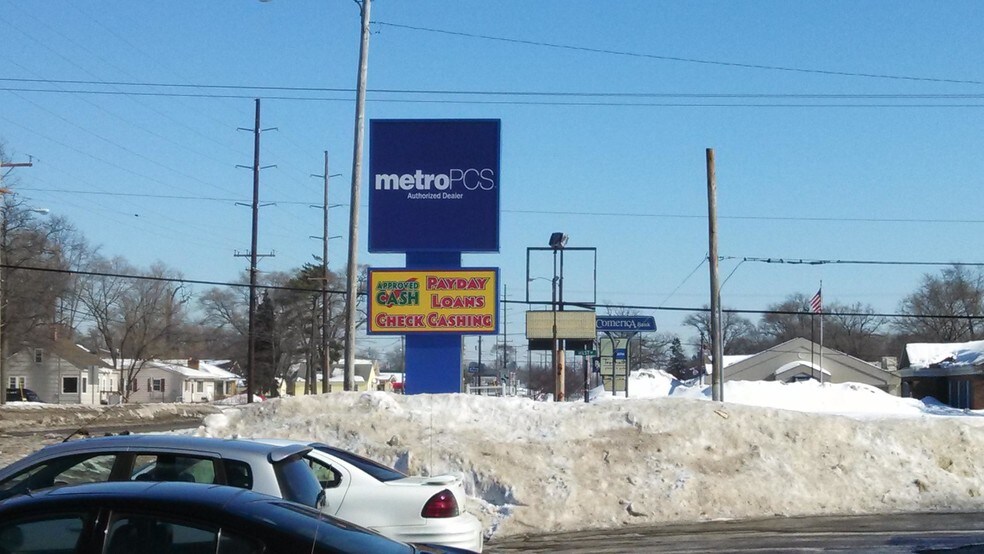 metroPCS
Authorized Dealer
APPROVED
CASH
PAYDAY
LOANS
CHECK CASHING
Comerica
Bank